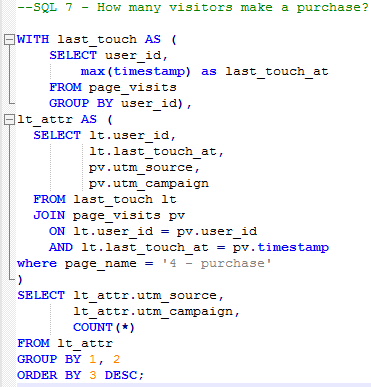 --SQL 7 - How many visitors make a purchase?
WITH last_touch AS (
SELECT user_id,
max(timestamp) as last_touch_at
FROM page_visits
GROUP BY user_id),
lt_attr AS (
SELECT lt.user_id,
lt.last_touch_at,
pv.utm_source,
pv.utm_campaign
FROM last_touch lt
JOIN page_visits pv
ON lt.user_id = pv.user_id
AND lt.last_touch_at = pv.timestamp
where page_name = '4 - purchase'
)
SELECT lt_attr.utm_source,
lt_attr.utm_campaign,
COUNT(*)
FROM lt_attr
GROUP BY 1, 2
ORDER BY 3 DESC;